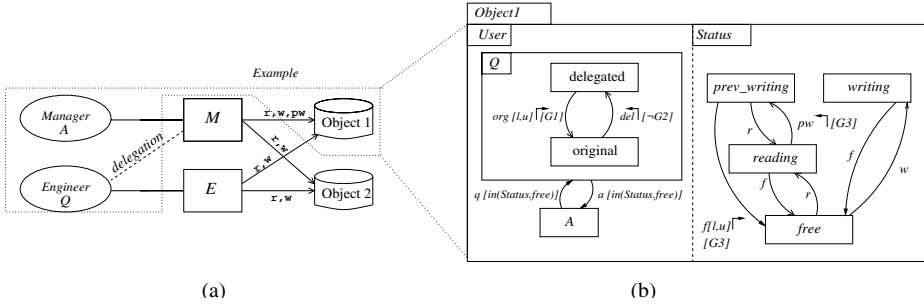 Example
Manager
A
M
r,w,pw
Object 1
delegation
r,w
r,w
Engineer
Q
E
r,w
Object 2
(a)
Object1
User
Q
delegated
org [l,u] [G1]
del [¬G2]
original
q [in(Status.free)]
a [in(Status.free)]
A
Status
prev_writing
writing
r
pw
[G3]
reading
f
r
f
w
f[l,u]
[G3]
free
(b)